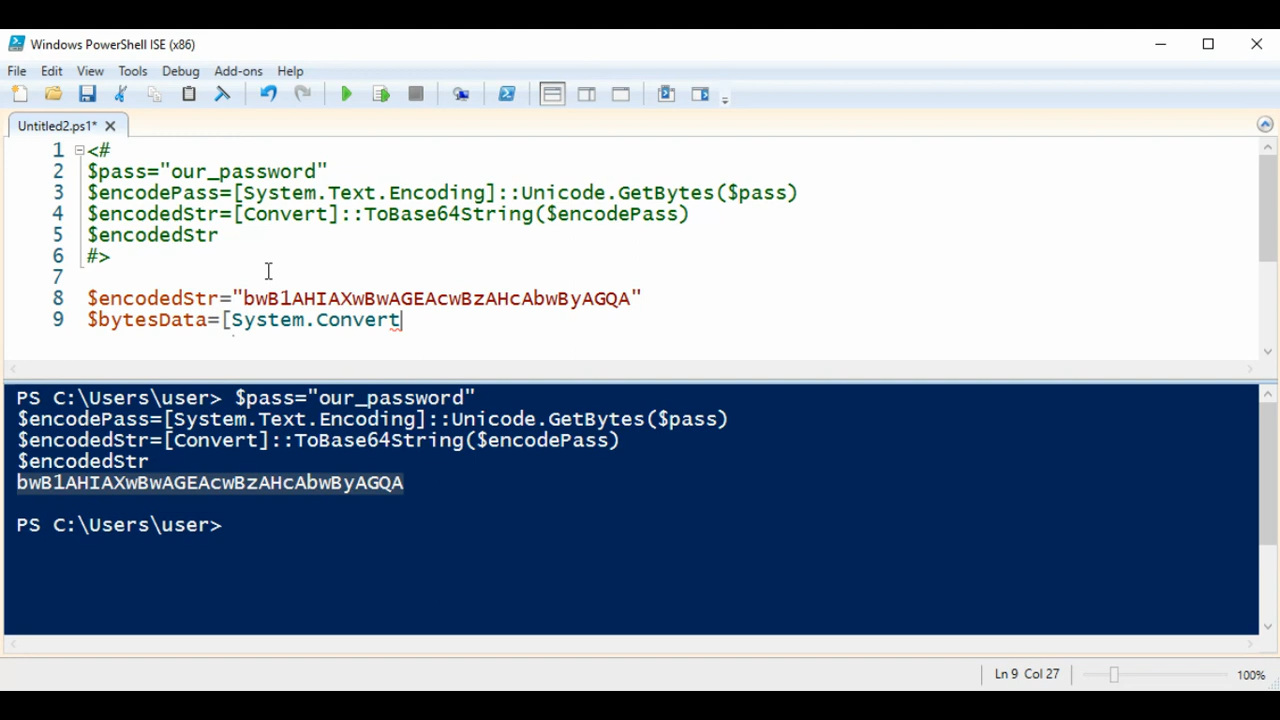 Windows PowerShell ISE (x86)
File Edit View Tools Debug Add-ons Help
Untitled2.ps1*
1 <#
2 $pass="our_password"
3 $encodePass=[System.Text.Encoding]::Unicode.GetBytes($pass)
4 $encodedStr=[Convert]::ToBase64String($encodePass)
5 $encodedStr
6 #>
7
8 $encodedStr="bwB1AHIAXwBwAGEAcwBzAHcAbwByAGQA"
9 $bytesData=[System.Convert
PS C:\Users\user> $pass="our_password"
$encodePass=[System.Text.Encoding]::Unicode.GetBytes($pass)
$encodedStr=[Convert]::ToBase64String($encodePass)
$encodedStr
bwB1AHIAXwBwAGEAcwBzAHcAbwByAGQA
PS C:\Users\user>
Ln 9 Col 27 100%